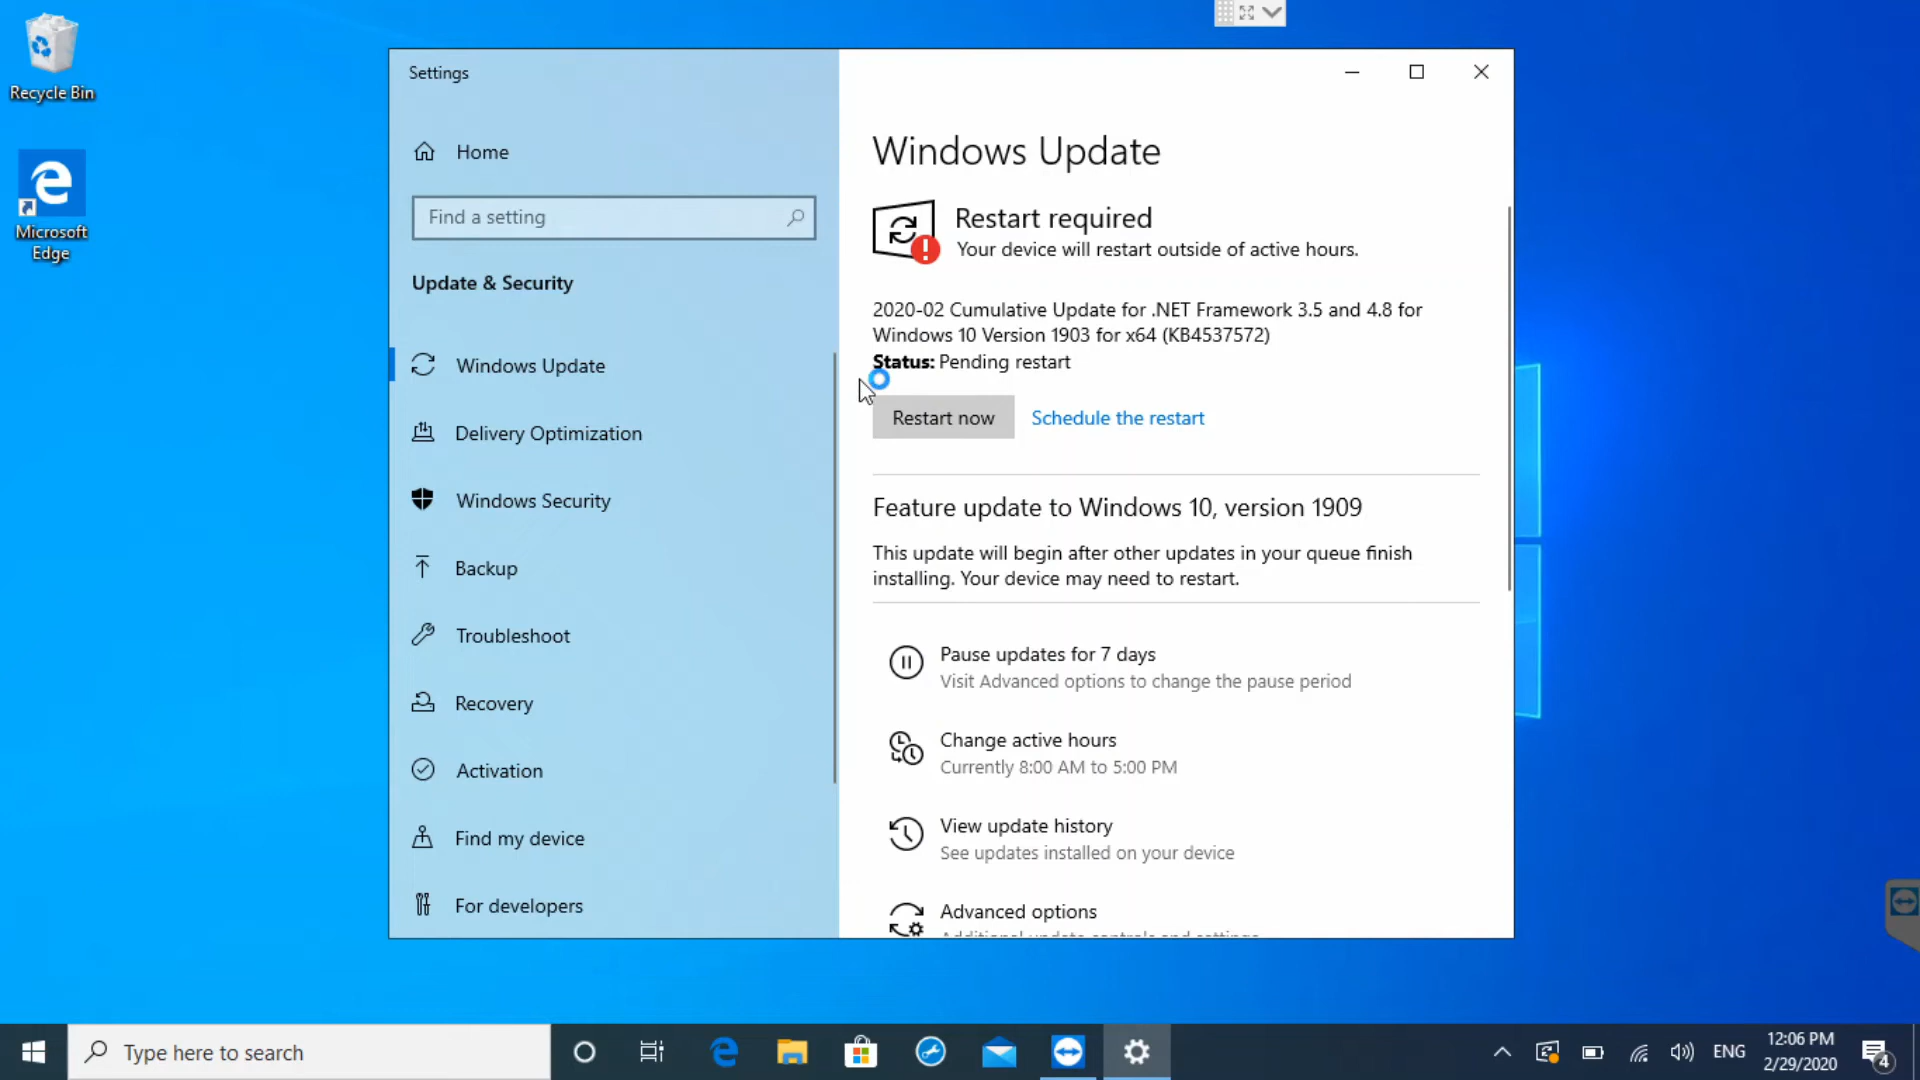 Recycle Bin
Microsoft
Edge
Settings
Home
Find a setting
Update & Security
Windows Update
Delivery Optimization
Windows Security
Backup
Troubleshoot
Recovery
Activation
Find my device
For developers
Windows Update
Restart required
Your device will restart outside of active hours.
2020-02 Cumulative Update for .NET Framework 3.5 and 4.8 for
Windows 10 Version 1903 for x64 (KB4537572)
Status: Pending restart
Restart now Schedule the restart
Feature update to Windows 10, version 1909
This update will begin after other updates in your queue finish
installing. Your device may need to restart.
Pause updates for 7 days
Visit Advanced options to change the pause period
Change active hours
Currently 8:00 AM to 5:00 PM
View update history
See updates installed on your device
Advanced options
Additional update controls and settings
Type here to search
ENG
12:06 PM
2/29/2020
4